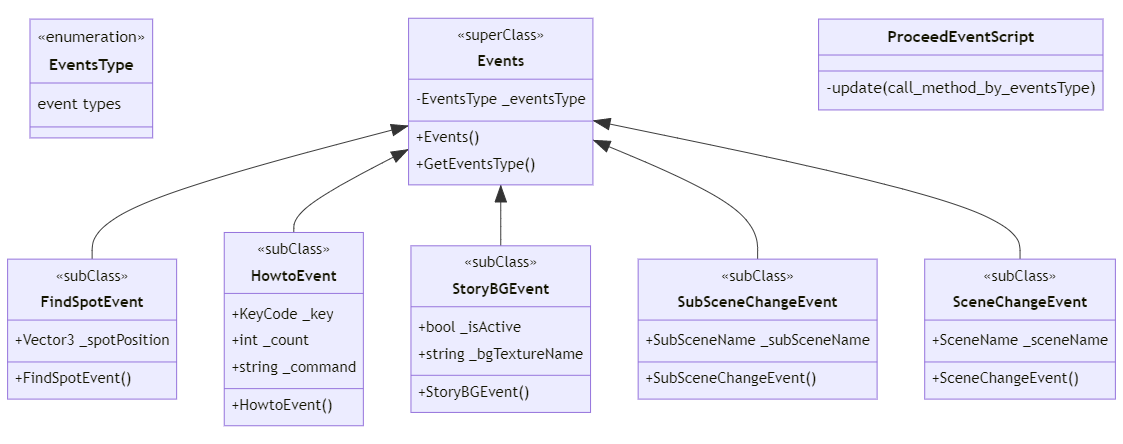 «enumeration»
EventsType
event types
«superClass»
Events
-EventsType _eventsType
+Events()
+GetEventsType()
ProceedEventScript
-update(call_method_by_eventsType)
«subClass»
FindSpotEvent
+Vector3 _spotPosition
+FindSpotEvent()
«subClass»
HowtoEvent
+KeyCode _key
+int _count
+string _command
+HowtoEvent()
«subClass»
StoryBGEvent
+bool _isActive
+string _bgTextureName
+StoryBGEvent()
«subClass»
SubSceneChangeEvent
+SubSceneName _subSceneName
+SubSceneChangeEvent()
«subClass»
SceneChangeEvent
+SceneName _sceneName
+SceneChangeEvent()